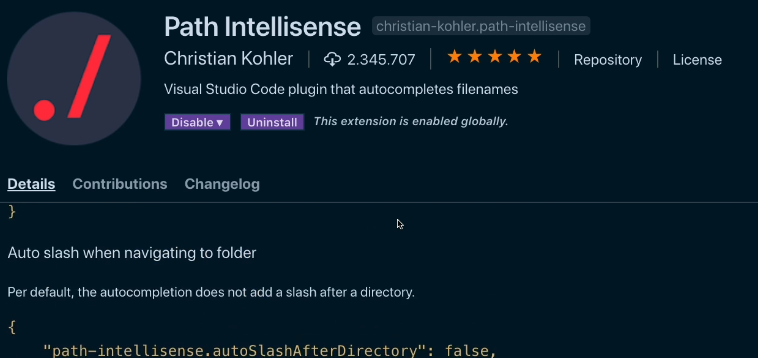 Path Intellisense christian-kohler.path-intellisense
Christian Kohler 2.345.707 Repository License
Visual Studio Code plugin that autocompletes filenames
Disable ▾ Uninstall This extension is enabled globally.
Details Contributions Changelog
}
Auto slash when navigating to folder
Per default, the autocompletion does not add a slash after a directory.
{
"path-intellisense.autoSlashAfterDirectory": false,